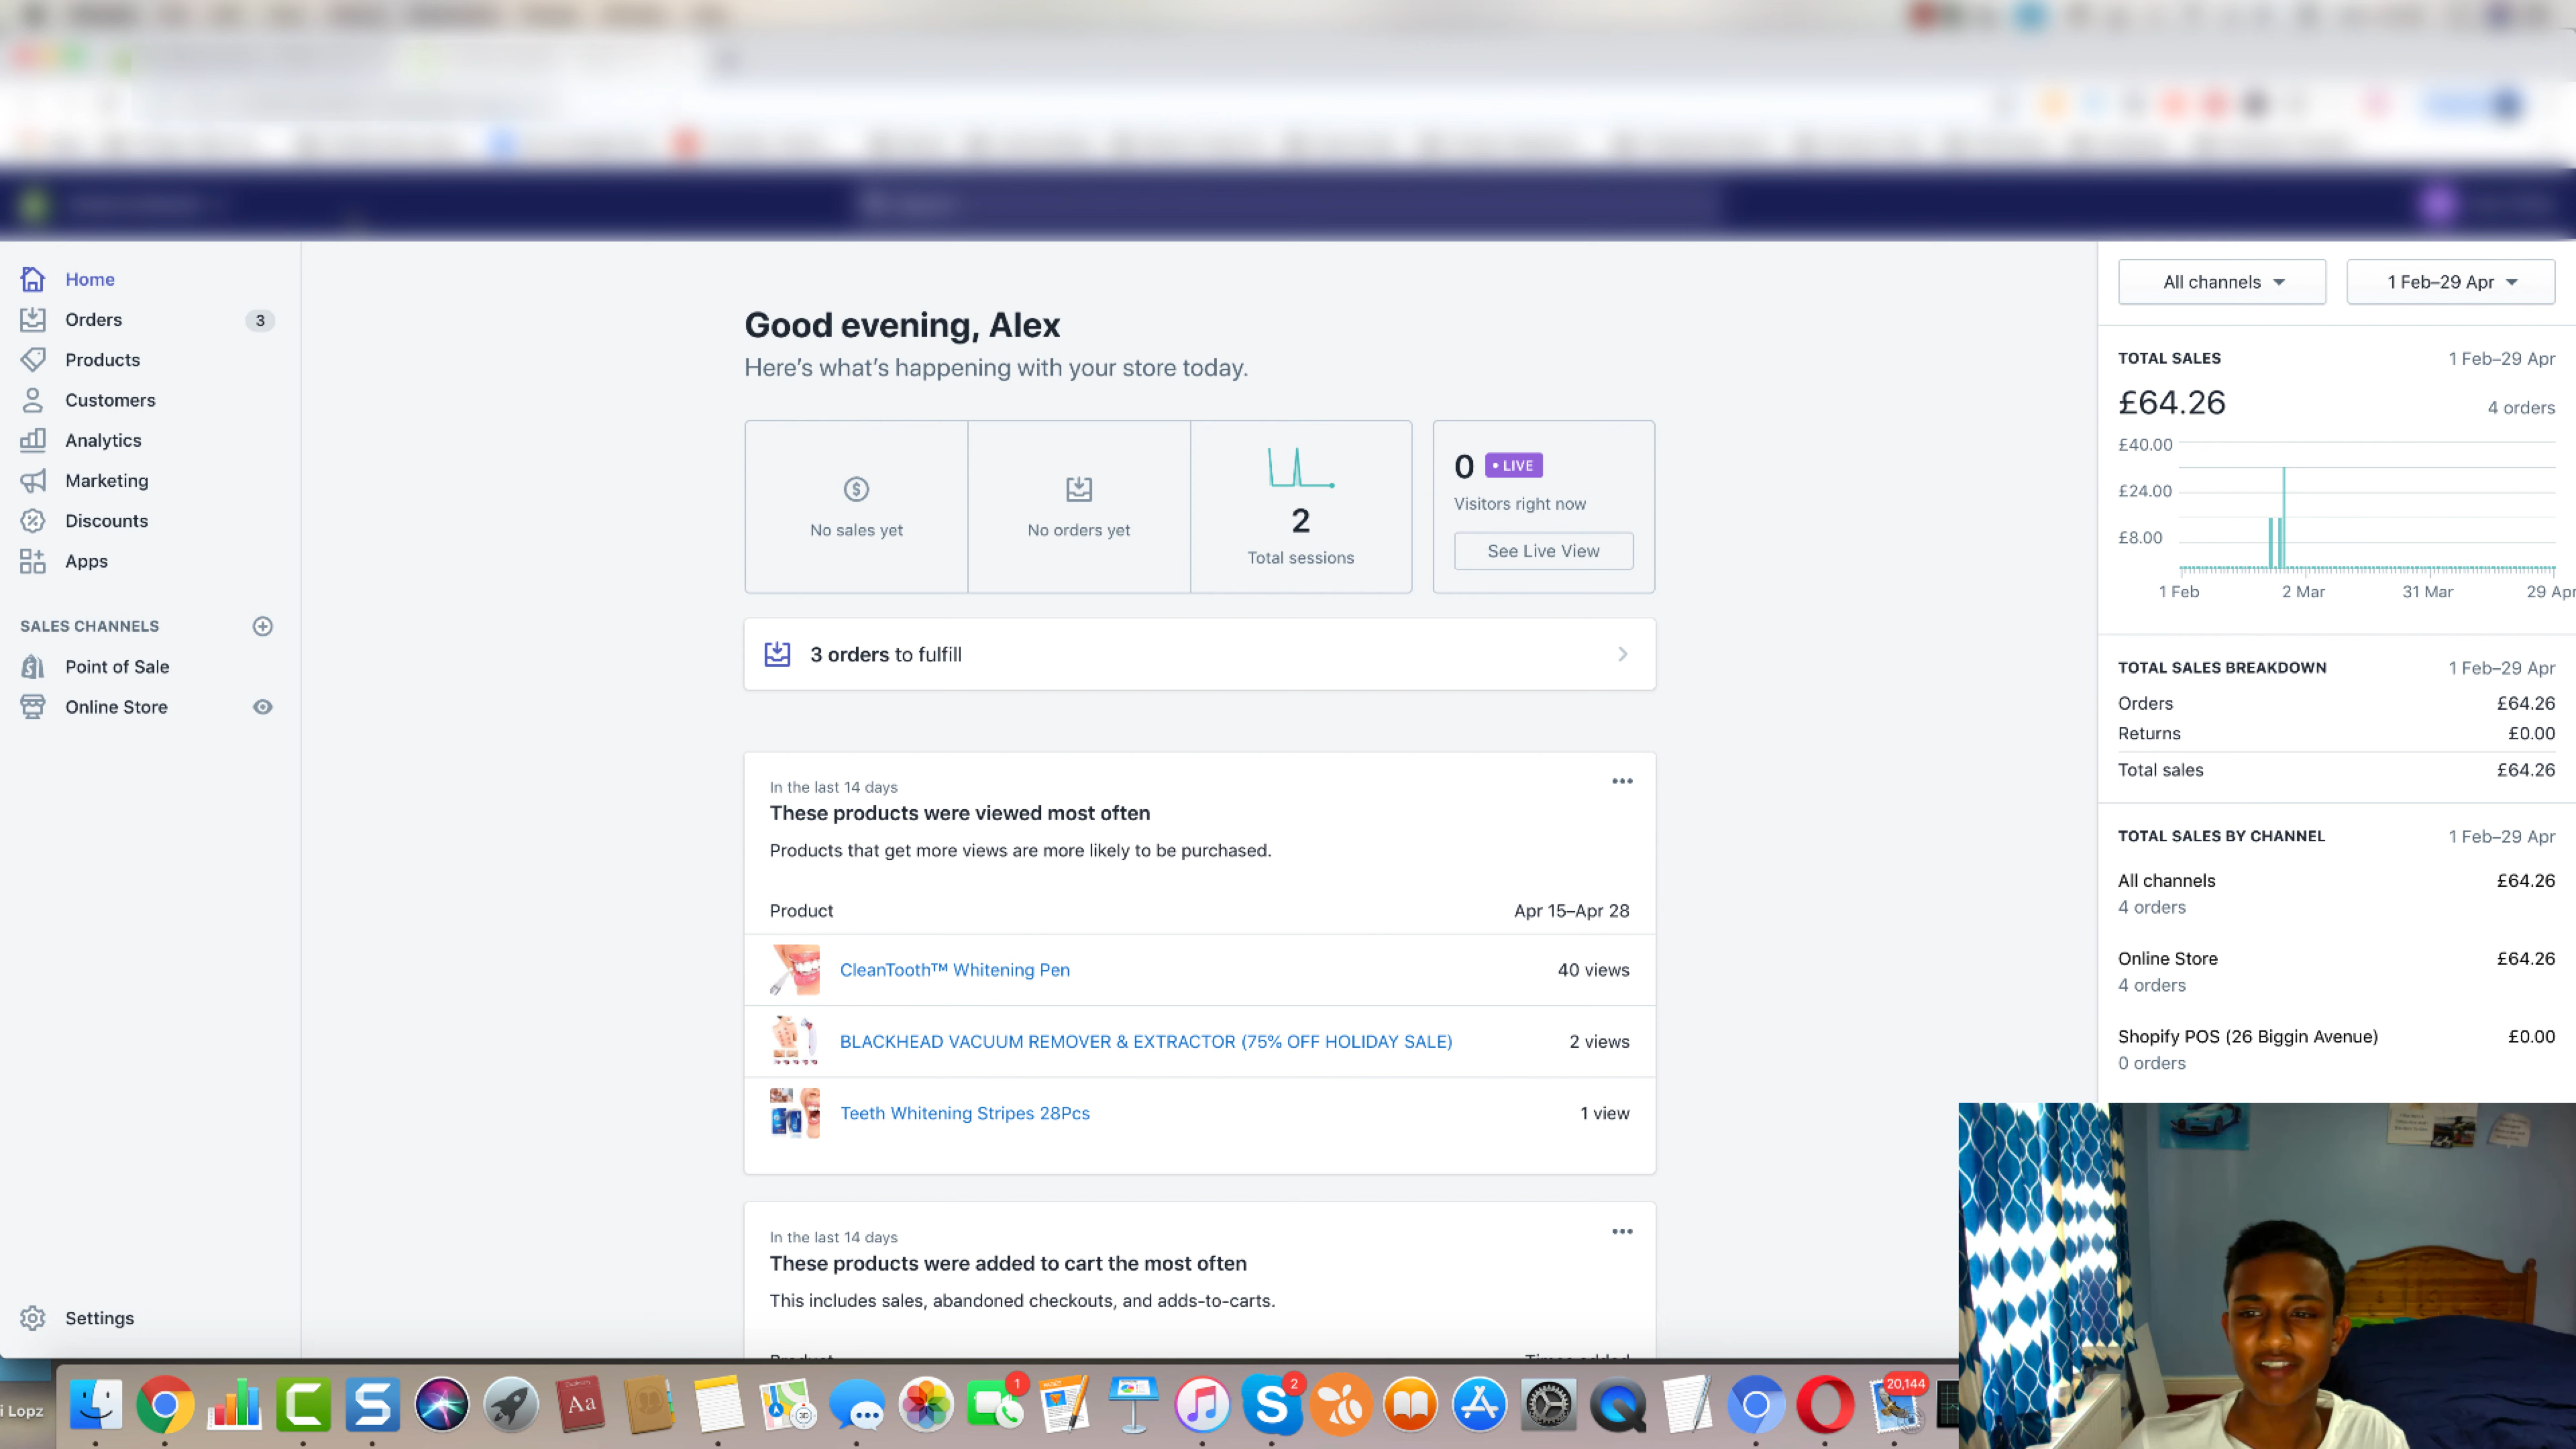 Home
Orders 3
Products
Customers
Analytics
Marketing
Discounts
Apps
SALES CHANNELS
Point of Sale
Online Store
Settings
Good evening, Alex
Here's what's happening with your store today.
No sales yet
No orders yet
2
Total sessions
0 • LIVE
Visitors right now
See Live View
3 orders to fulfill
In the last 14 days
These products were viewed most often
Products that get more views are more likely to be purchased.
Product Apr 15–Apr 28
CleanTooth™ Whitening Pen 40 views
BLACKHEAD VACUUM REMOVER & EXTRACTOR (75% OFF HOLIDAY SALE) 2 views
Teeth Whitening Stripes 28Pcs 1 view
In the last 14 days
These products were added to cart the most often
This includes sales, abandoned checkouts, and adds-to-carts.
All channels 1 Feb–29 Apr
TOTAL SALES 1 Feb–29 Apr
£64.26 4 orders
£40.00
£24.00
£8.00
1 Feb 2 Mar 31 Mar 29 Apr
TOTAL SALES BREAKDOWN 1 Feb–29 Apr
Orders £64.26
Returns £0.00
Total sales £64.26
TOTAL SALES BY CHANNEL 1 Feb–29 Apr
All channels £64.26
4 orders
Online Store £64.26
4 orders
Shopify POS (26 Biggin Avenue) £0.00
0 orders
i Lopz
Aa
1
2
20,144